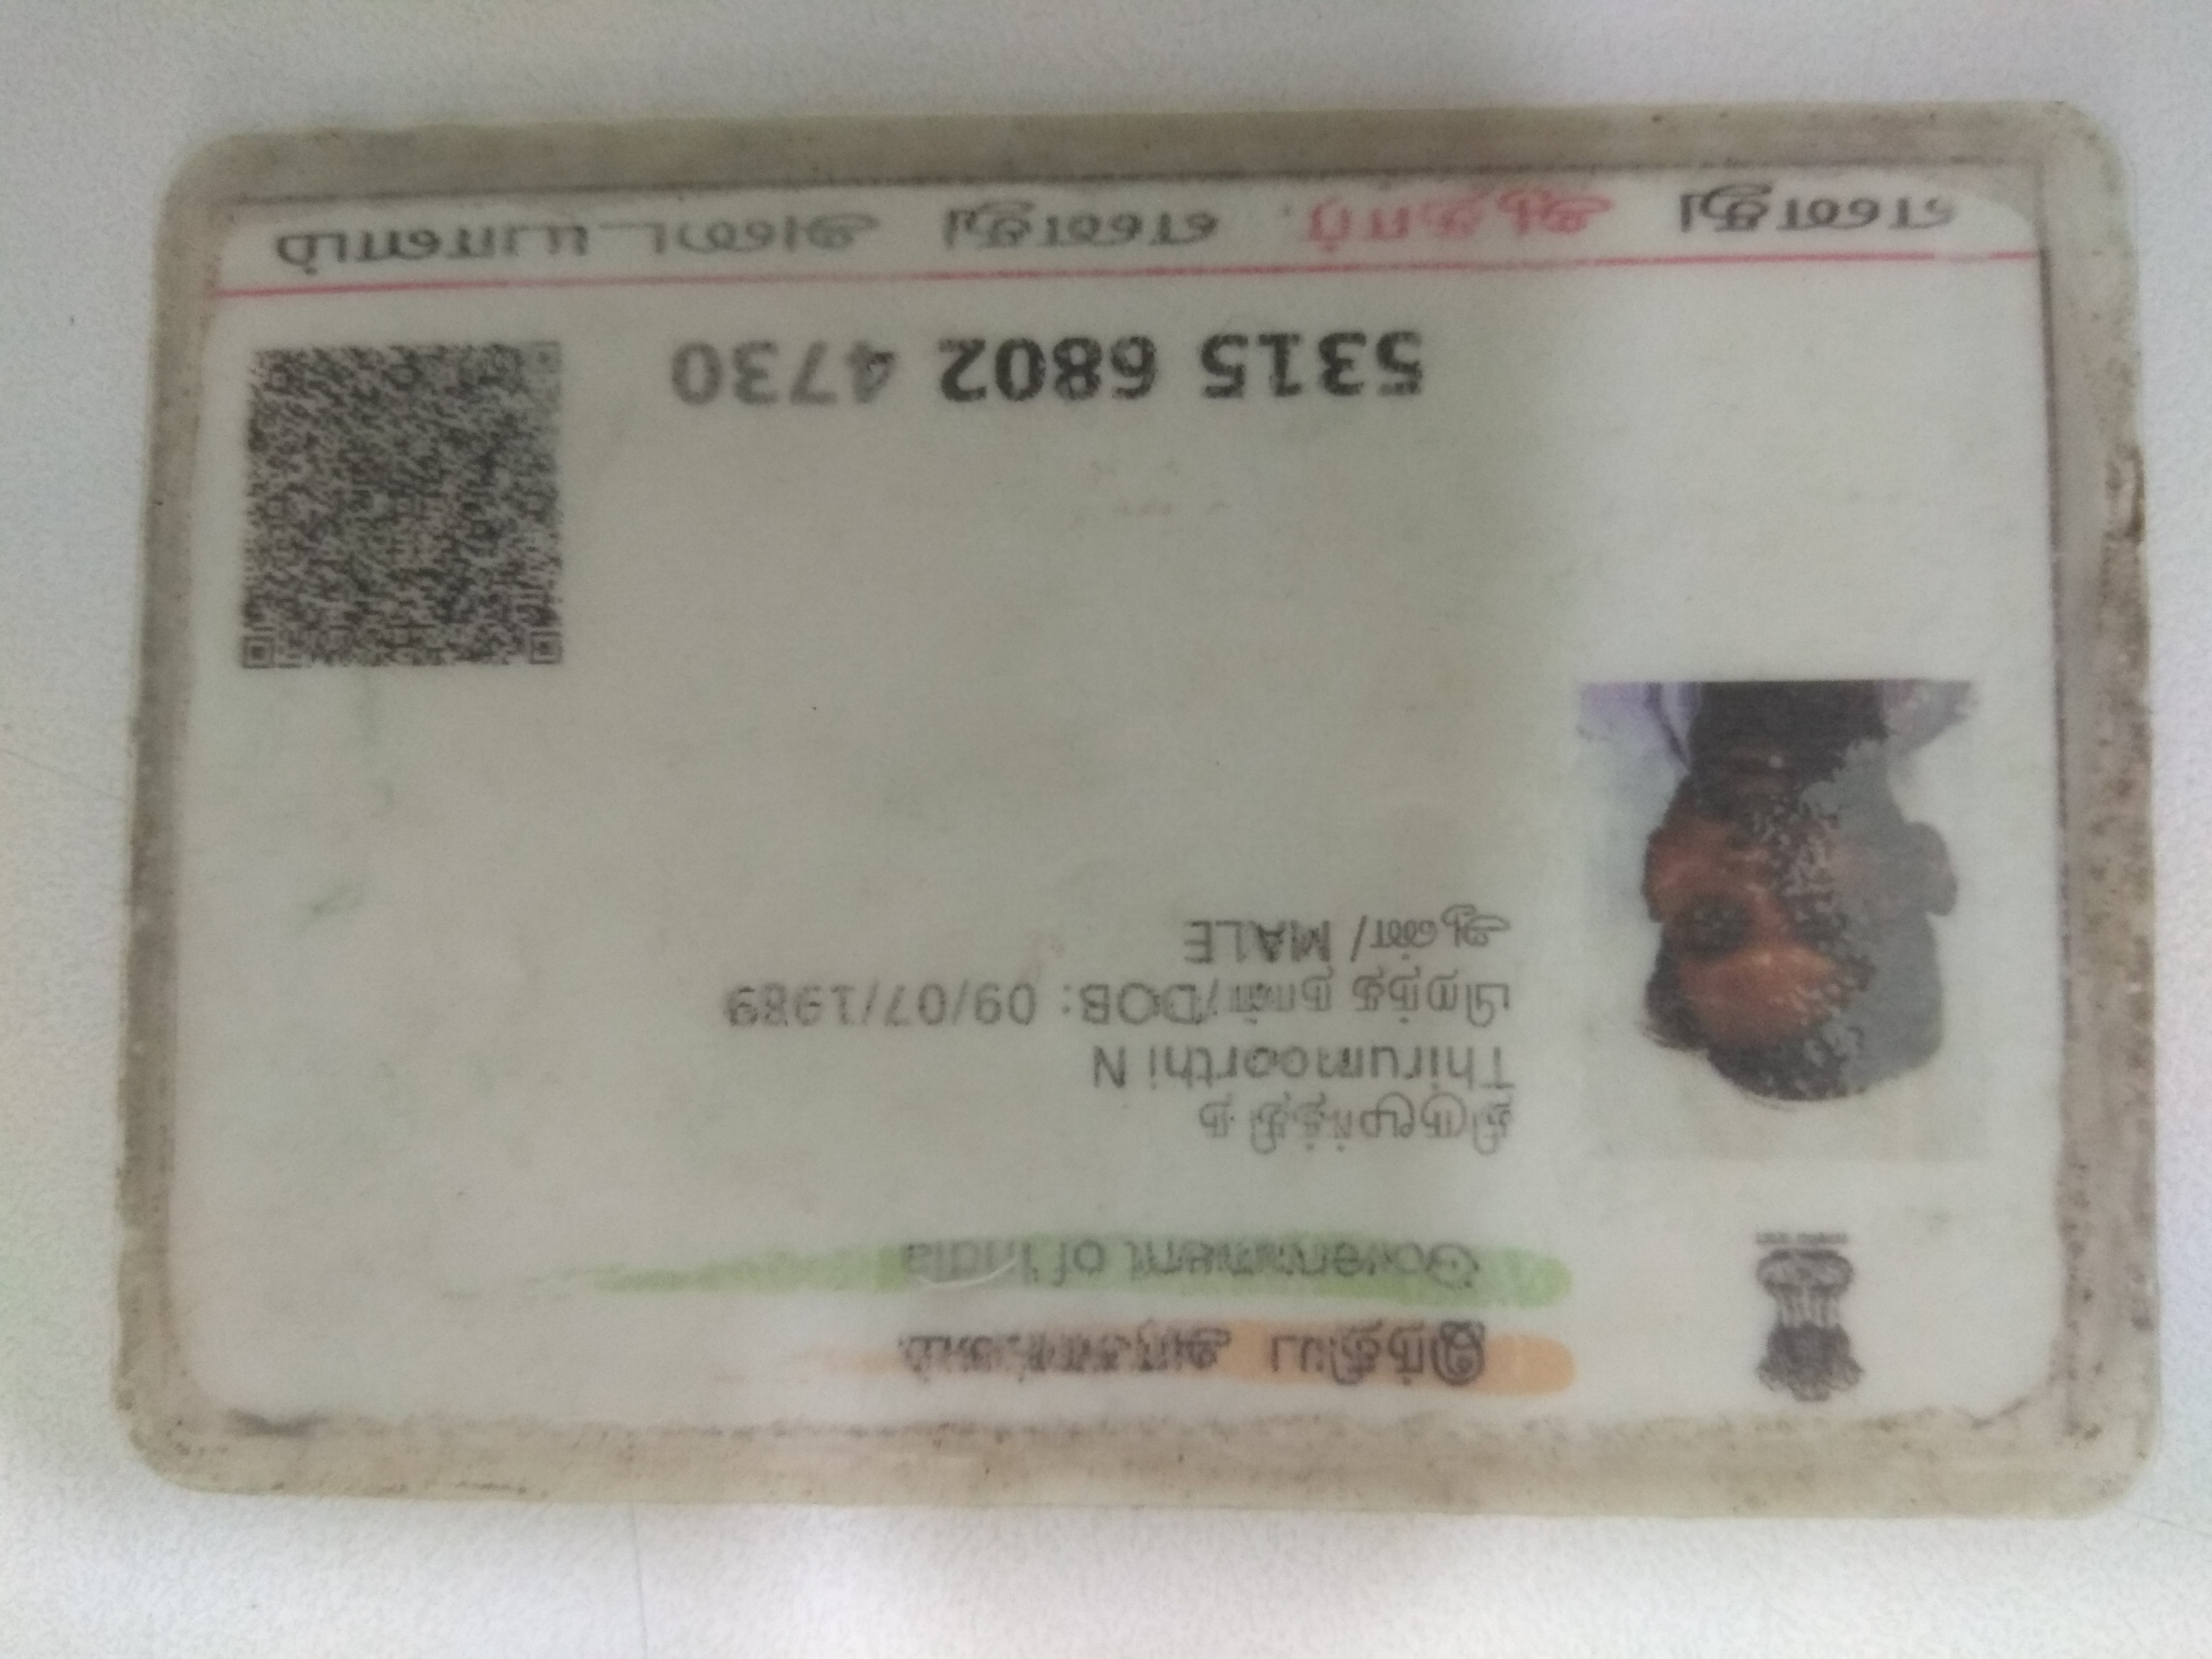 இந்திய அரசாங்கம்
Government of India
திருமூர்த்தி ந
Thirumoorthi N
பிறந்த நாள்/DOB: 09/07/1989
ஆண்/ MALE
5315 6802 4730
எனது ஆதார், எனது அடையாளம்